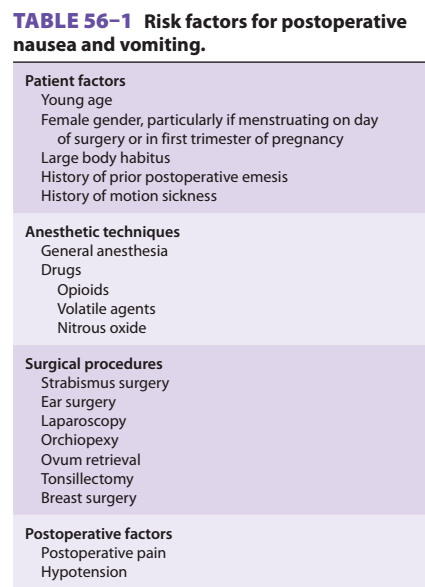 TABLE 56–1 Risk factors for postoperative
nausea and vomiting.
Patient factors
Young age
Female gender, particularly if menstruating on day
of surgery or in first trimester of pregnancy
Large body habitus
History of prior postoperative emesis
History of motion sickness
Anesthetic techniques
General anesthesia
Drugs
Opioids
Volatile agents
Nitrous oxide
Surgical procedures
Strabismus surgery
Ear surgery
Laparoscopy
Orchiopexy
Ovum retrieval
Tonsillectomy
Breast surgery
Postoperative factors
Postoperative pain
Hypotension